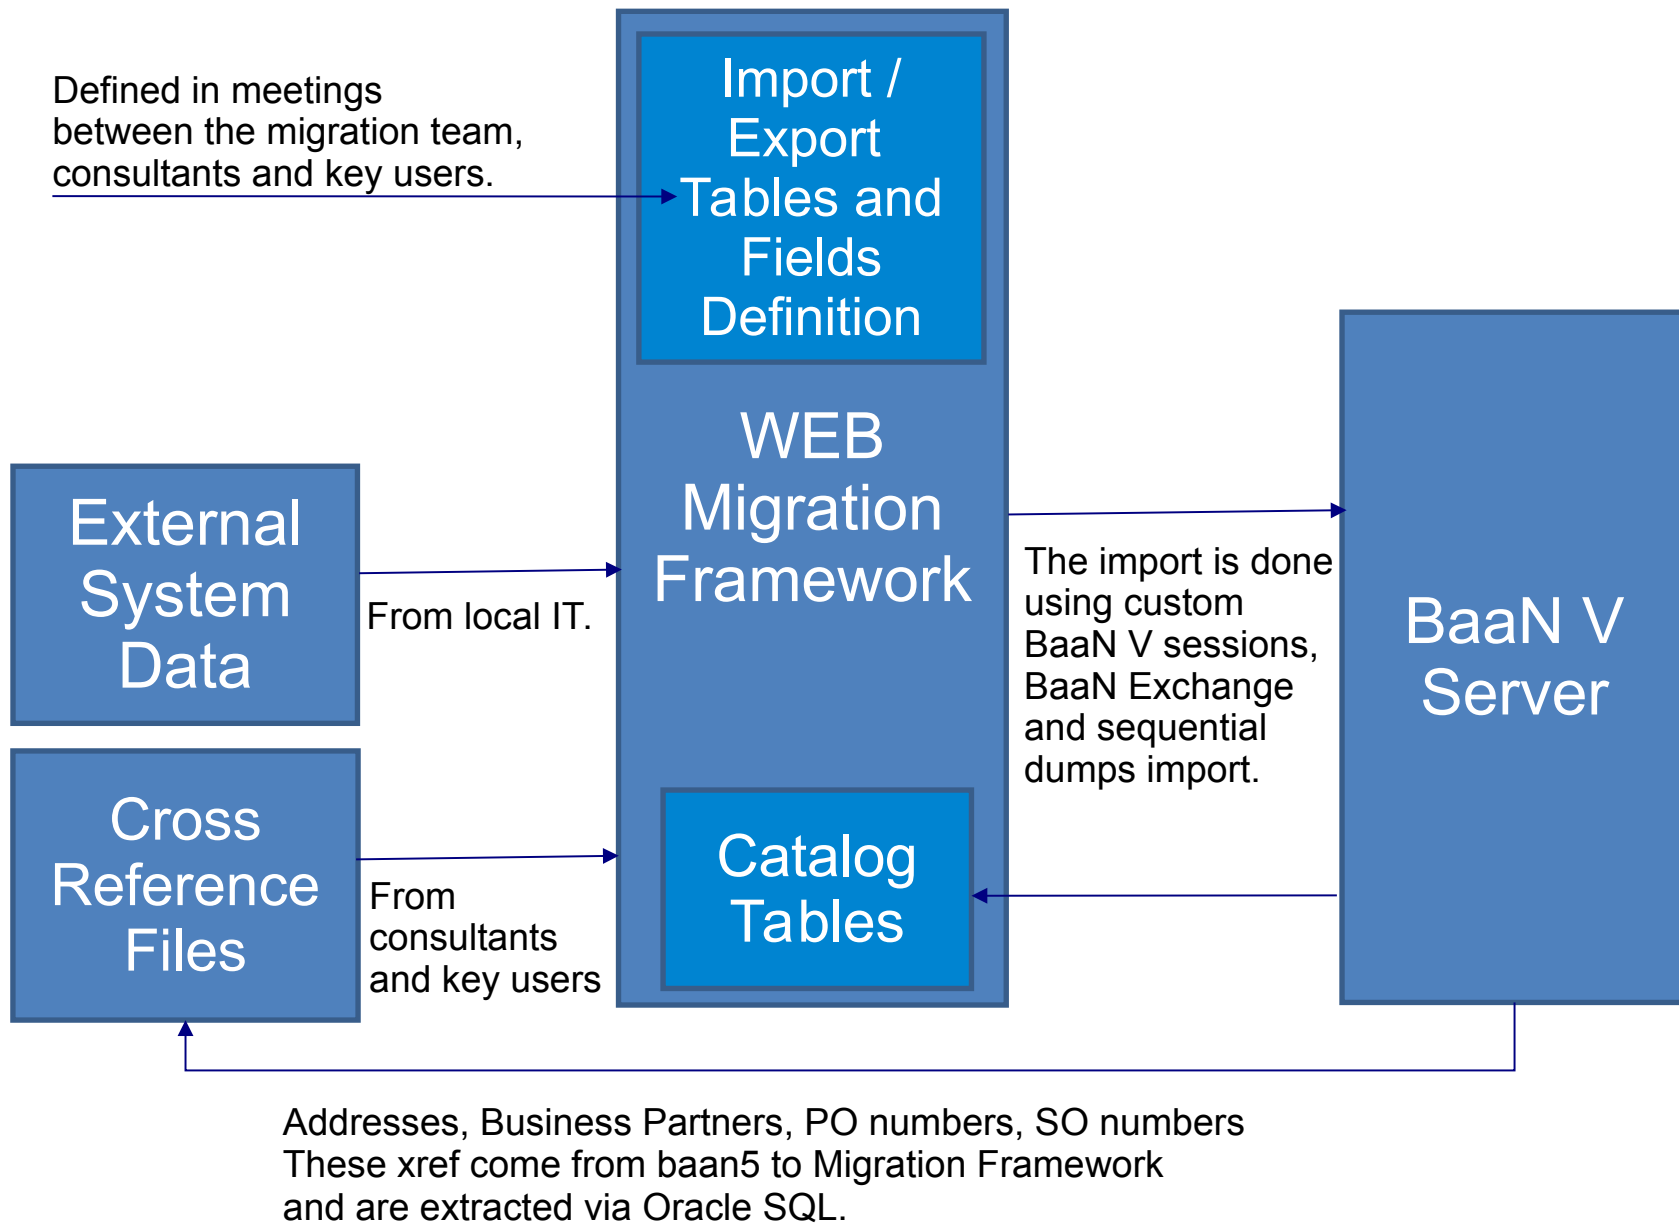 Defined in meetings
between the migration team,
consultants and key users.
Import /
Export
Tables and
Fields
Definition
WEB
Migration
Framework
External
System
Data
From local IT.
The import is done
using custom
BaaN V sessions,
BaaN Exchange
and sequential
dumps import.
BaaN V
Server
Cross
Reference
Files
From
consultants
and key users
Catalog
Tables
Addresses, Business Partners, PO numbers, SO numbers
These xref come from baan5 to Migration Framework
and are extracted via Oracle SQL.